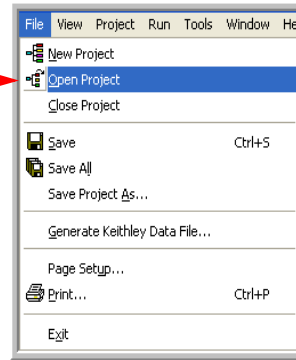 File View Project Run Tools Window He
New Project
Open Project
Close Project
Save Ctrl+S
Save All
Save Project As...
Generate Keithley Data File...
Page Setup...
Print... Ctrl+P
Exit